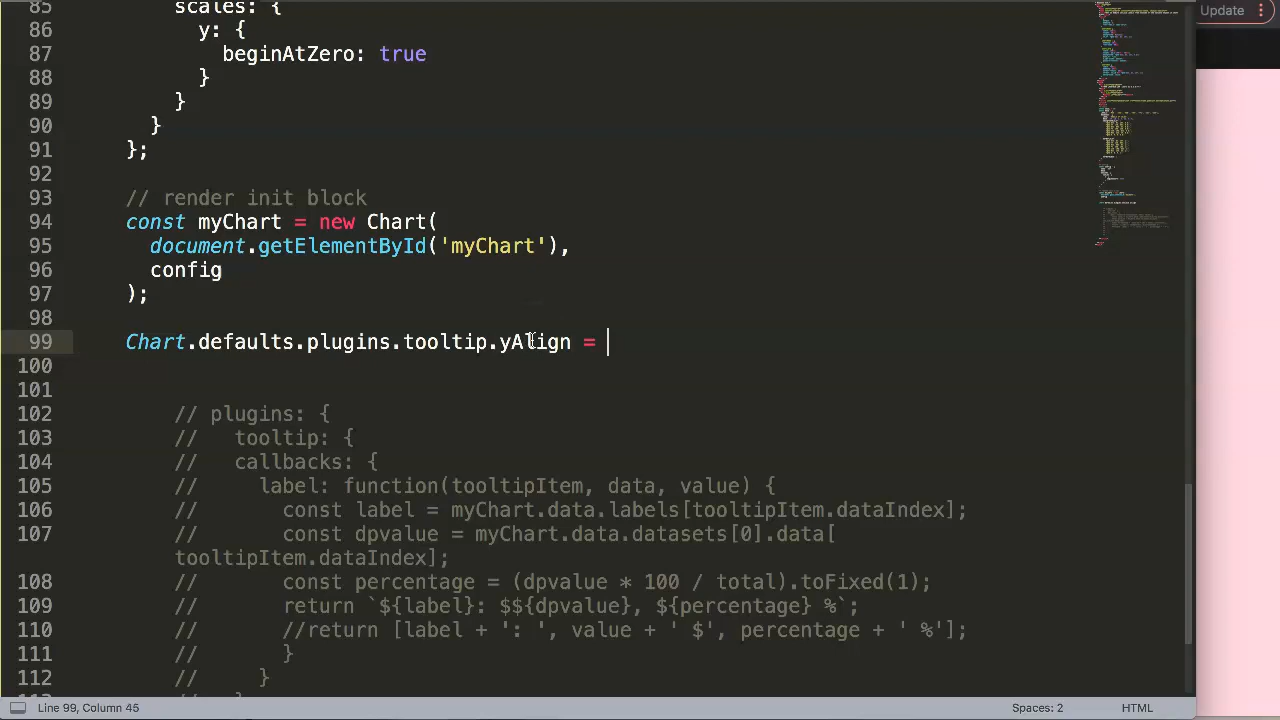 Update
85 scales: {
86 y: {
87 beginAtZero: true
88 }
89 }
90 }
91 };
92
93 // render init block
94 const myChart = new Chart(
95 document.getElementById('myChart'),
96 config
97 );
98
99 Chart.defaults.plugins.tooltip.yAlign =
100
101
102 // plugins: {
103 // tooltip: {
104 // callbacks: {
105 // label: function(tooltipItem, data, value) {
106 // const label = myChart.data.labels[tooltipItem.dataIndex];
107 // const dpvalue = myChart.data.datasets[0].data[
tooltipItem.dataIndex];
108 // const percentage = (dpvalue * 100 / total).toFixed(1);
109 // return `${label}: $${dpvalue}, ${percentage} %`;
110 // //return [label + ': ', value + ' $', percentage + ' %'];
111 // }
112 // }
113 // }
Line 99, Column 45
Spaces: 2
HTML